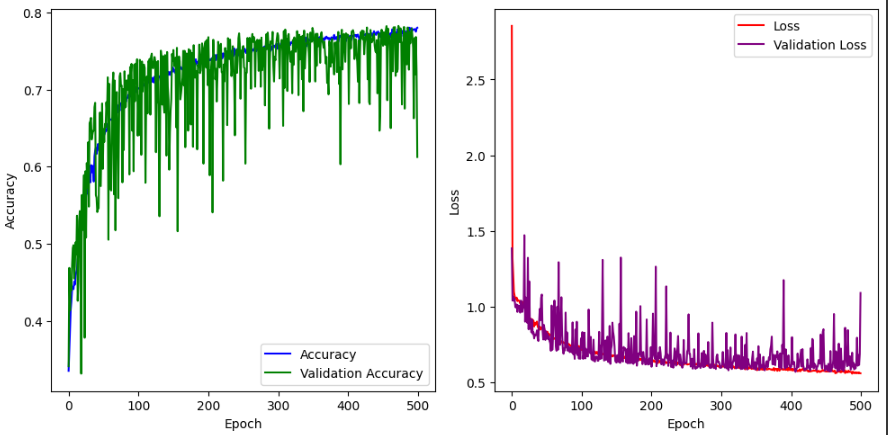 0.8
0.7
0.6
0.5
0.4
Accuracy
0 100 200 300 400 500
Epoch
Accuracy
Validation Accuracy
2.5
2.0
1.5
1.0
0.5
Loss
0 100 200 300 400 500
Epoch
Loss
Validation Loss